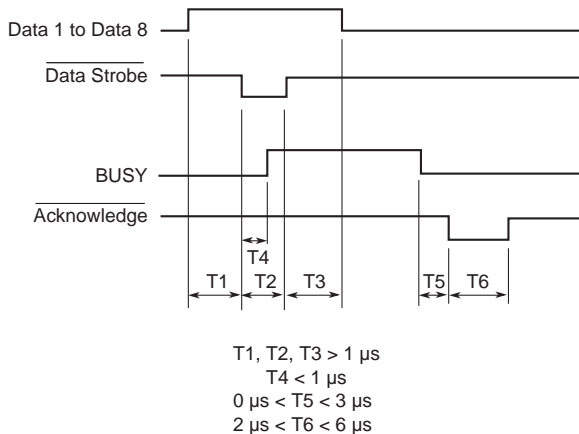 Data 1 to Data 8
Data Strobe
BUSY
Acknowledge
T4
T1 T2 T3 T5 T6
T1, T2, T3 > 1 µs
T4 < 1 µs
0 µs < T5 < 3 µs
2 µs < T6 < 6 µs